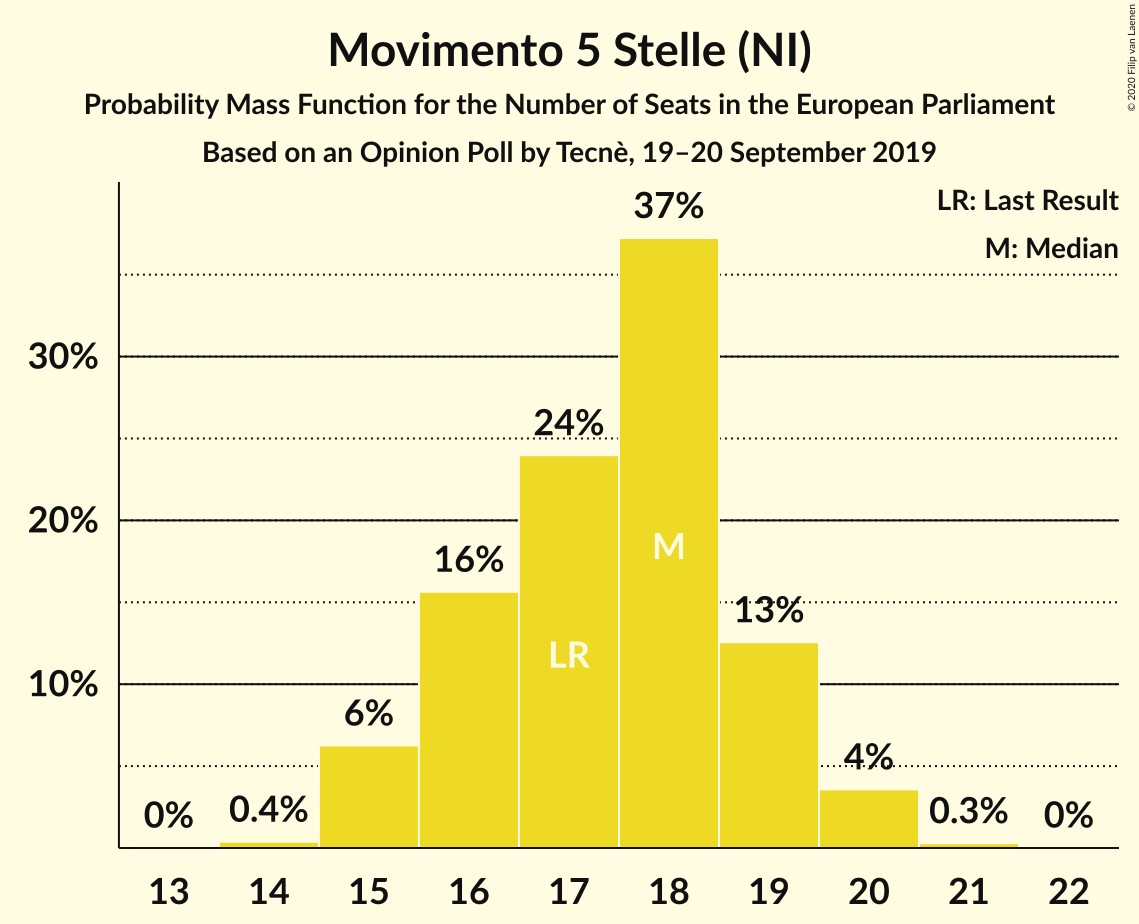 Movimento 5 Stelle (NI)
Probability Mass Function for the Number of Seats in the European Parliament
Based on an Opinion Poll by Tecnè, 19–20 September 2019
© 2020 Filip van Laenen
LR: Last Result
M: Median
37%
30%
24%
20%
16%
M
13%
LR
10%
6%
4%
0%
0.4%
0.3%
0%
13 14 15 16 17 18 19 20 21 22